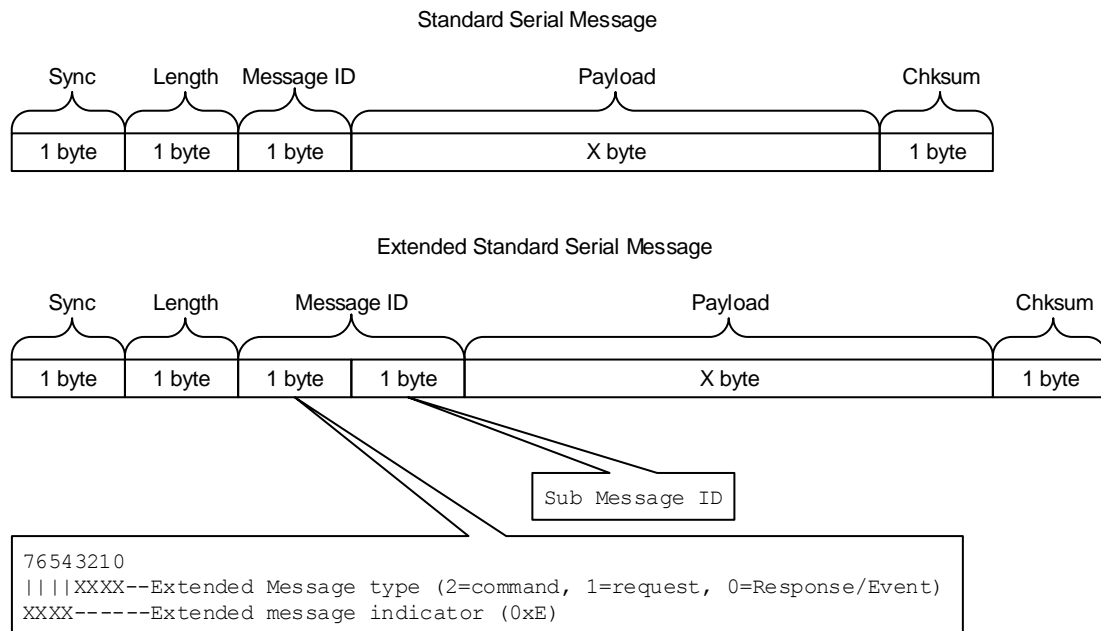 Standard Serial Message
Sync Length Message ID Payload Chksum
1 byte 1 byte 1 byte X byte 1 byte
Extended Standard Serial Message
Sync Length Message ID Payload Chksum
1 byte 1 byte 1 byte 1 byte X byte 1 byte
Sub Message ID
76543210
||||XXXX--Extended Message type (2=command, 1=request, 0=Response/Event)
XXXX------Extended message indicator (0xE)